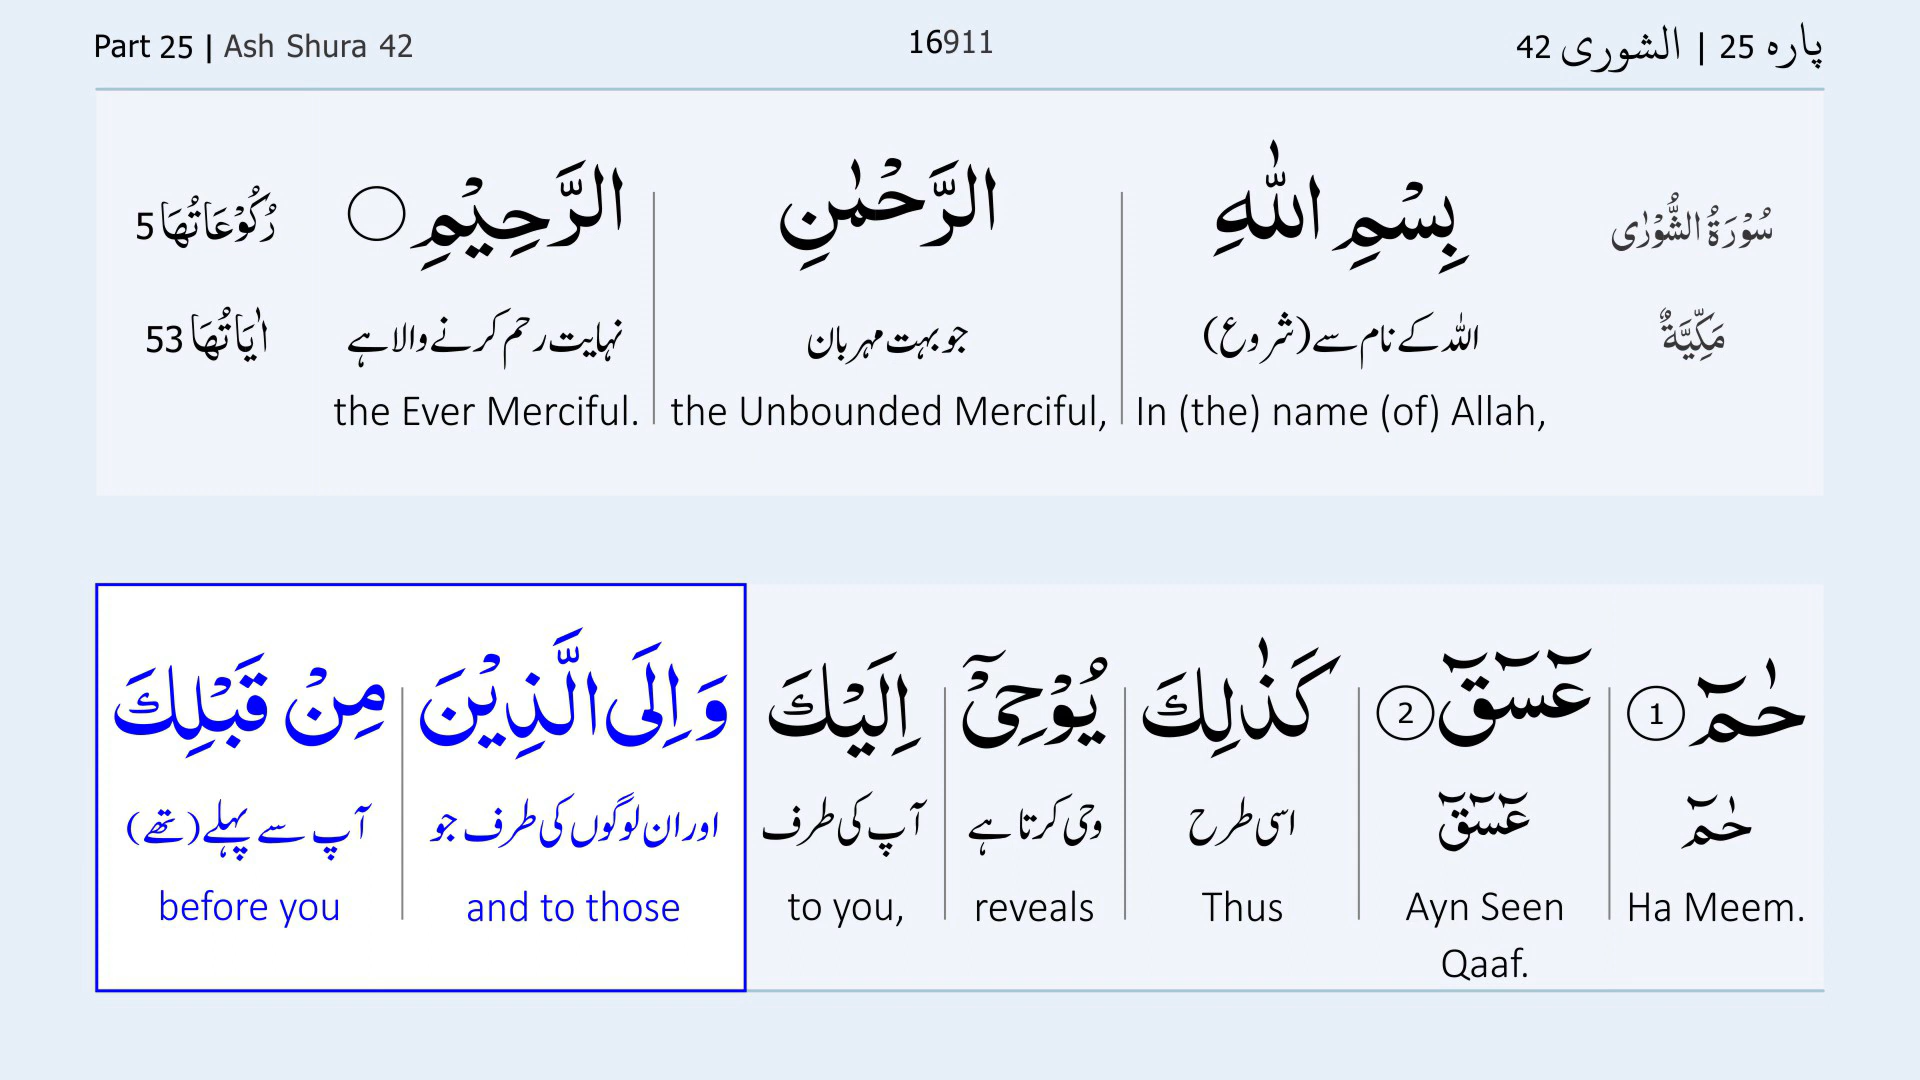 Part 25 | Ash Shura 42 16911 پارہ 25 | الشوری 42
سُوْرَةُ الشُّوْرٰى بِسْمِ اللّٰهِ الرَّحْمٰنِ الرَّحِيْمِ ○ رُكُوْعَاتُهَا 5
مَكِّيَّةٌ اللہ کے نام سے (شروع) جو بہت مہربان نہایت رحم کرنے والا ہے اٰيَاتُهَا 53
In (the) name (of) Allah, the Unbounded Merciful, the Ever Merciful.
حٰمٓ ① عٓسٓقٓ ② كَذٰلِكَ يُوْحِيْٓ اِلَيْكَ وَاِلَى الَّذِيْنَ مِنْ قَبْلِكَ
حٰمٓ عٓسٓقٓ اسی طرح وحی کرتا ہے آپ کی طرف اور ان لوگوں کی طرف جو آپ سے پہلے (تھے)
Ha Meem. Ayn Seen Thus reveals to you, and to those before you
Qaaf.